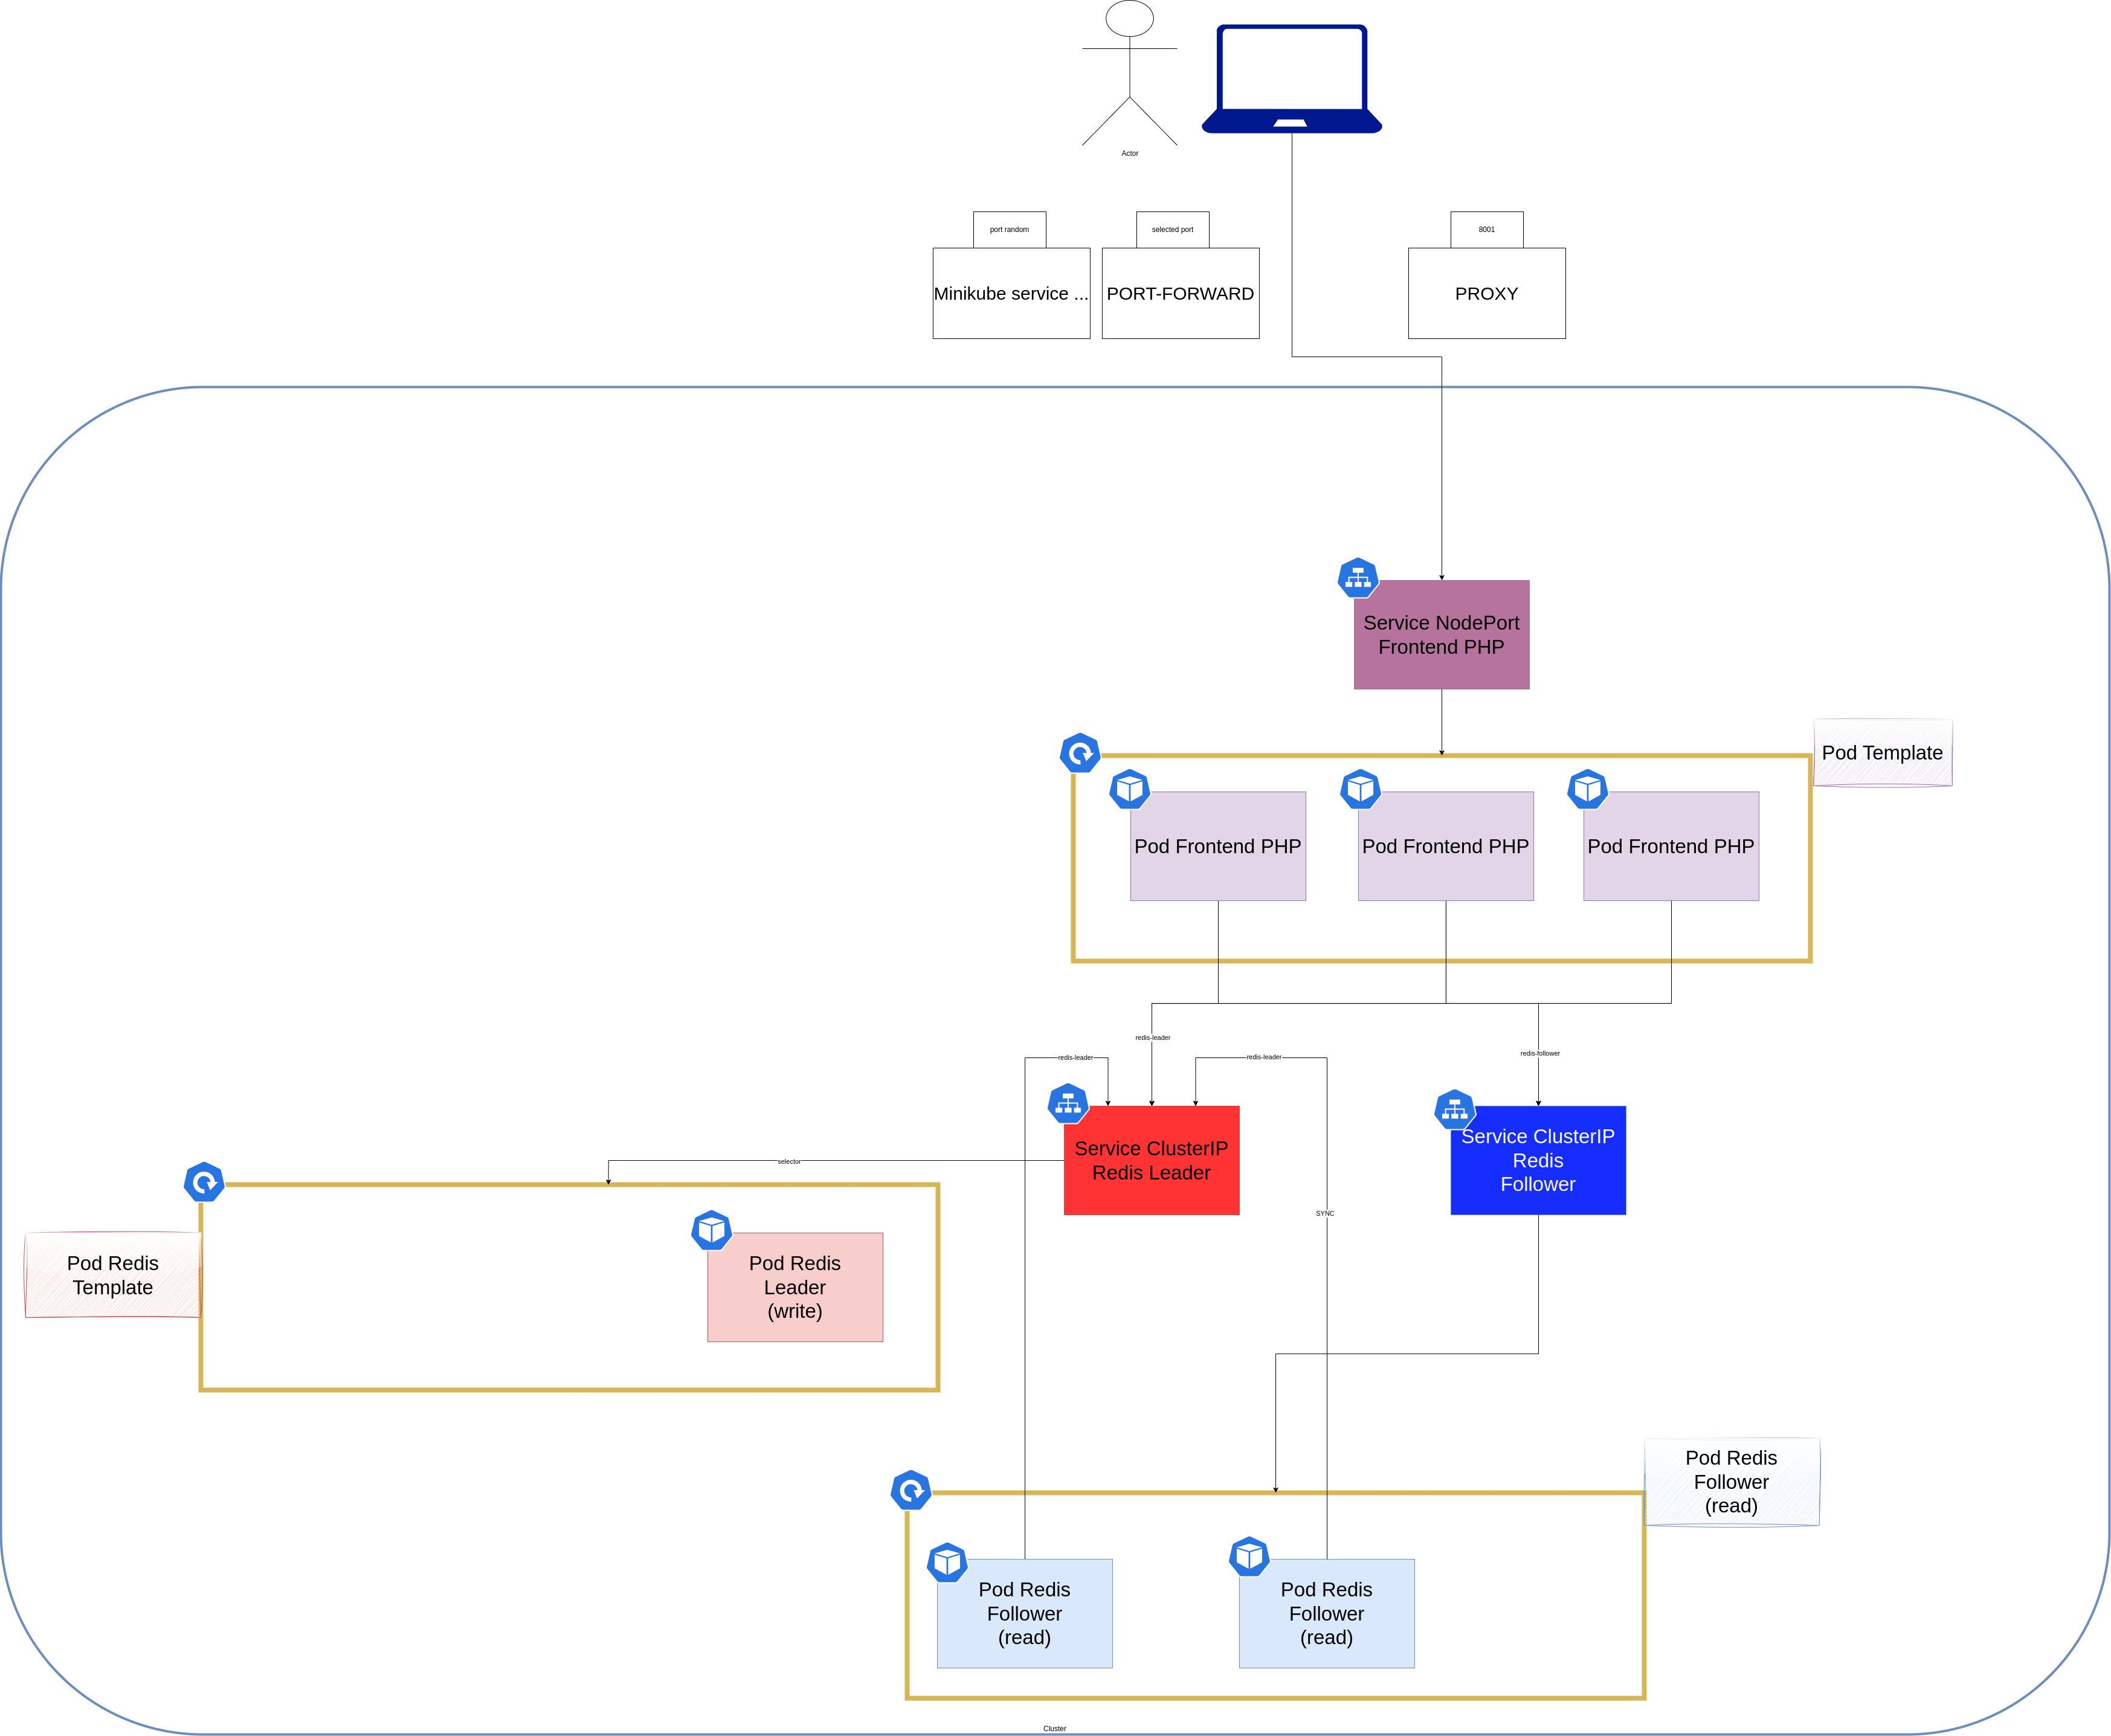 Actor
port random
selected port
8001
Minikube service ...
PORT-FORWARD
PROXY
Service NodePort
Frontend PHP
Pod Template
Pod Frontend PHP
Pod Frontend PHP
Pod Frontend PHP
redis-leader
redis-follower
redis-leader
redis-leader
Service ClusterIP
Redis Leader
Service ClusterIP
Redis
Follower
selector
SYNC
Pod Redis
Template
Pod Redis
Leader
(write)
Pod Redis
Follower
(read)
Pod Redis
Follower
(read)
Pod Redis
Follower
(read)
Cluster